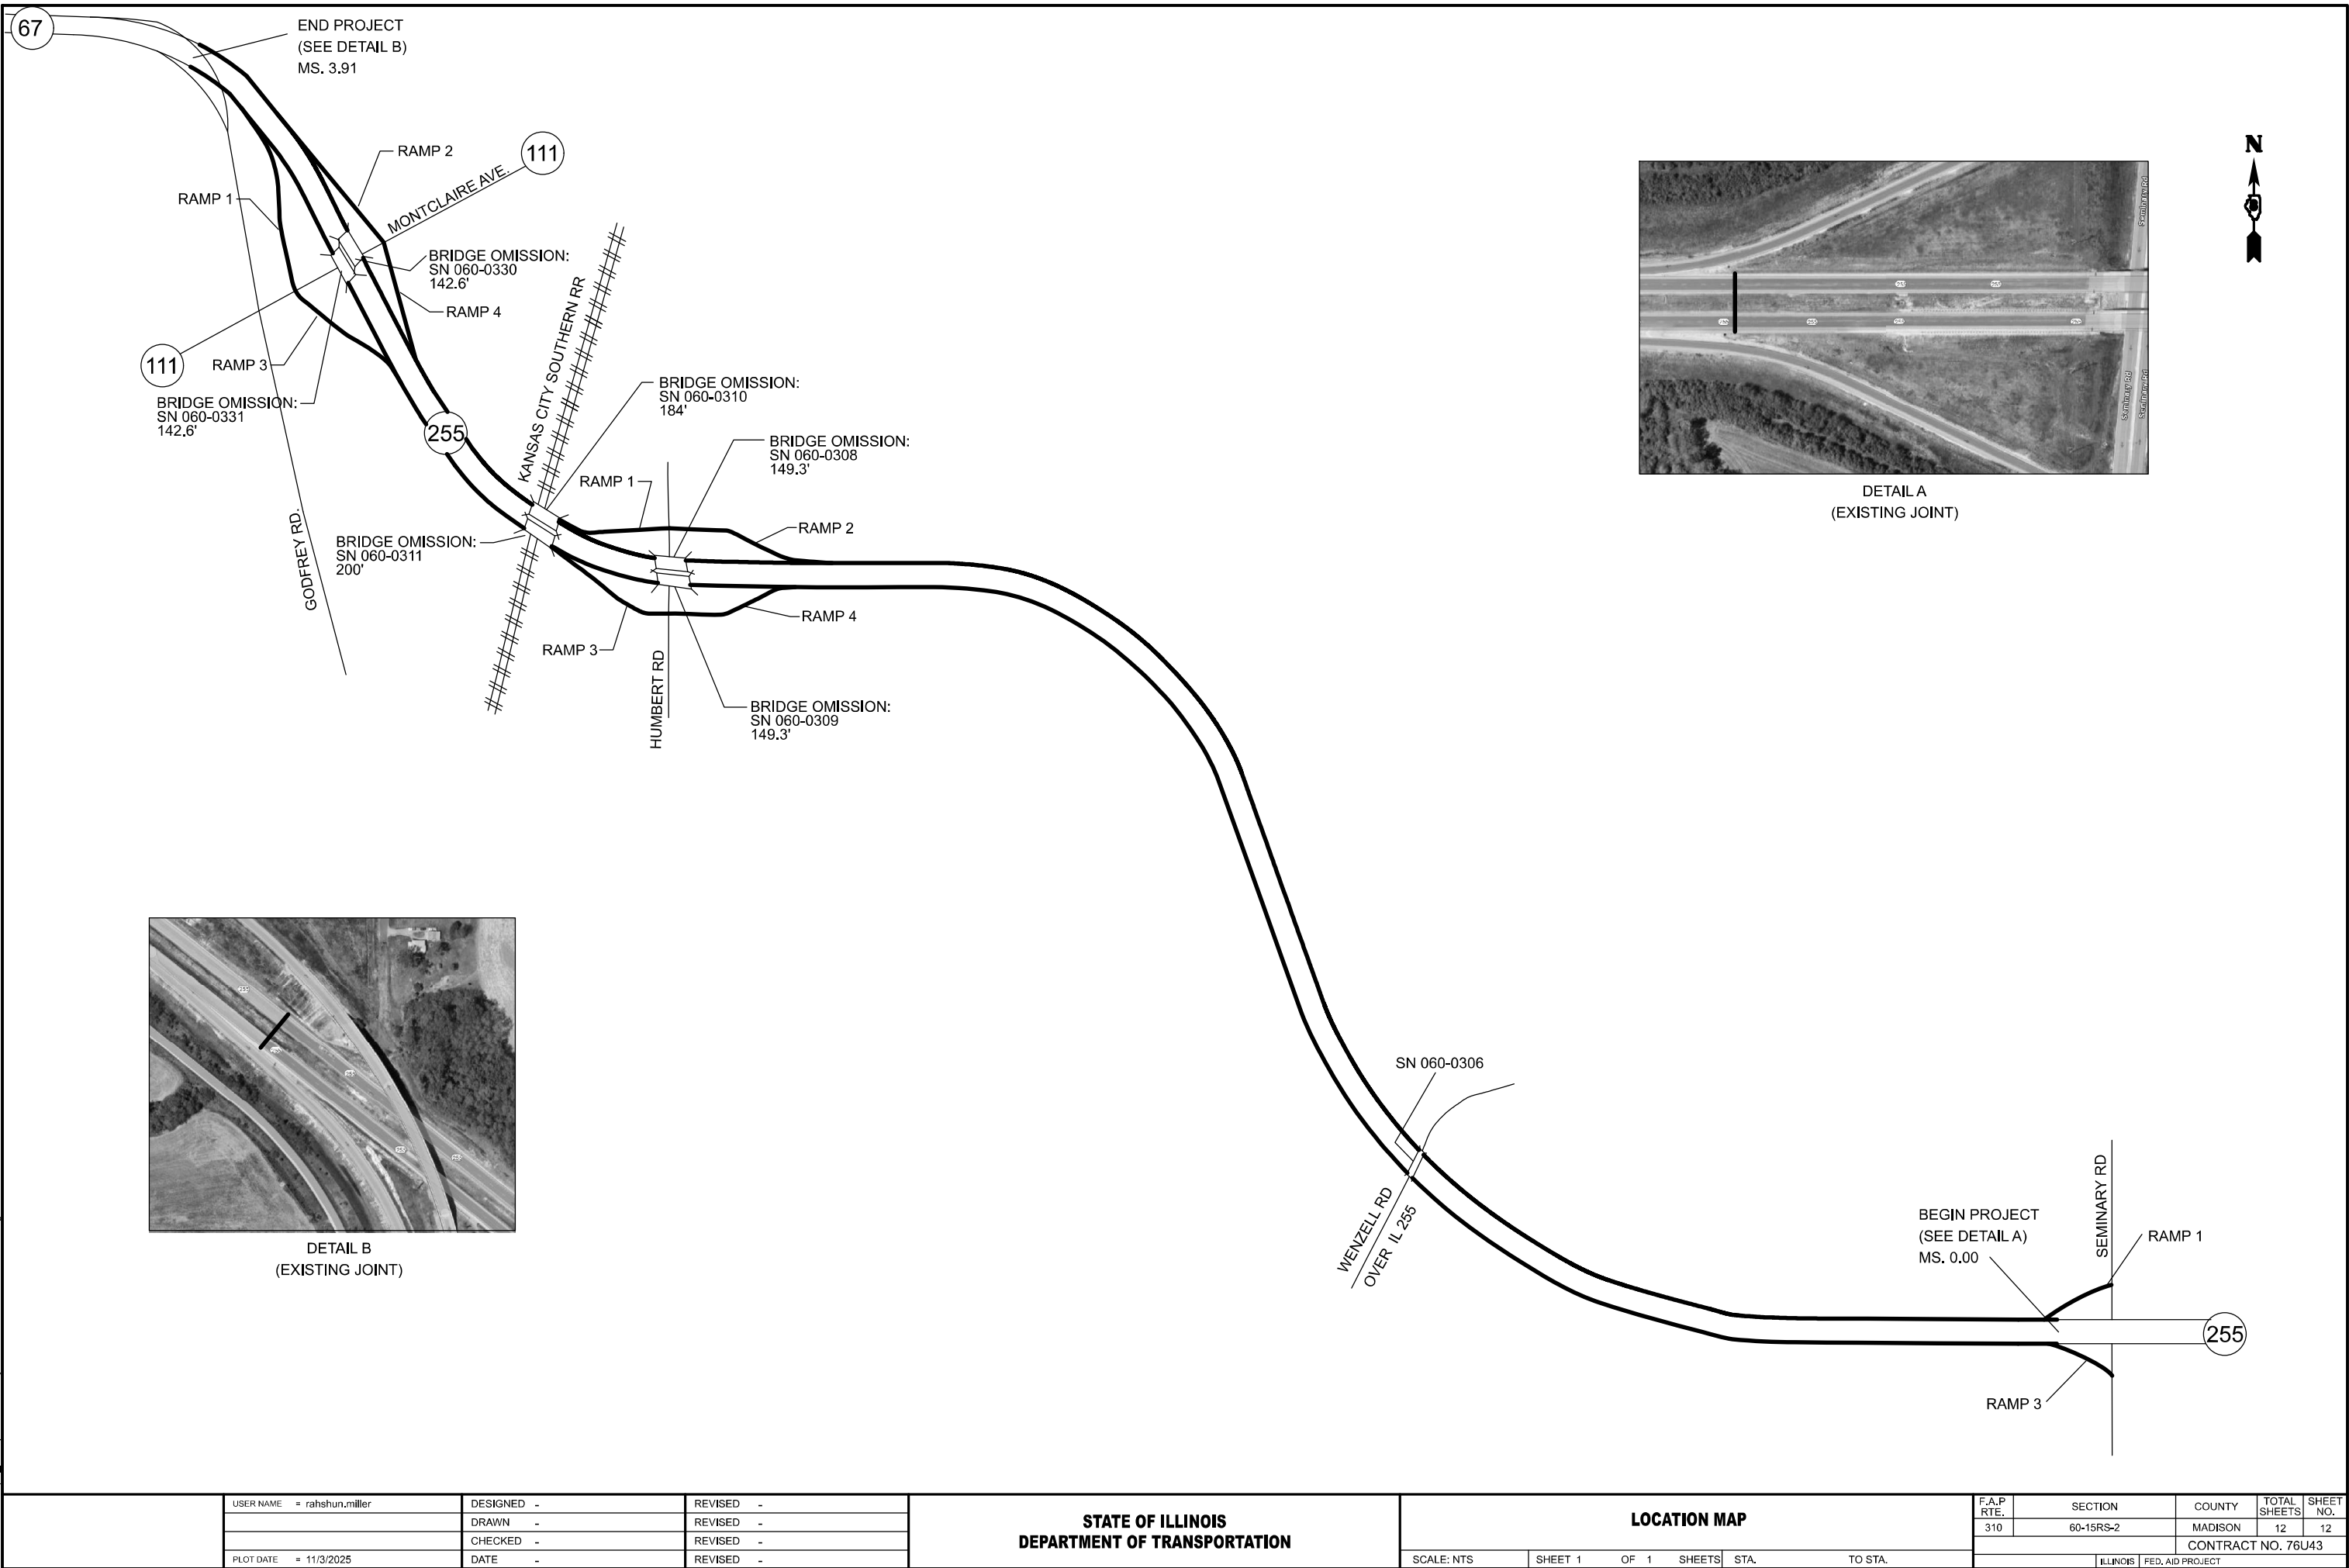 67
END PROJECT
(SEE DETAIL B)
MS. 3.91
RAMP 2
111
MONTCLAIRE AVE.
RAMP 1
BRIDGE OMISSION:
SN 060-0330
142.6'
RAMP 4
111
RAMP 3
BRIDGE OMISSION:
SN 060-0331
142.6'
255
KANSAS CITY SOUTHERN RR
BRIDGE OMISSION:
SN 060-0310
184'
BRIDGE OMISSION:
SN 060-0308
149.3'
RAMP 1
RAMP 2
BRIDGE OMISSION:
SN 060-0311
200'
GODFREY RD.
RAMP 3
RAMP 4
HUMBERT RD
BRIDGE OMISSION:
SN 060-0309
149.3'
N
Seminary Rd
Seminary Rd
Seminary Rd
DETAIL A
(EXISTING JOINT)
DETAIL B
(EXISTING JOINT)
SN 060-0306
WENZELL RD
OVER IL 255
BEGIN PROJECT
(SEE DETAIL A)
MS. 0.00
SEMINARY RD
RAMP 1
255
RAMP 3
USER NAME = rahshun.miller
DESIGNED -
REVISED -
DRAWN -
REVISED -
CHECKED -
REVISED -
PLOT DATE = 11/3/2025
DATE -
REVISED -
STATE OF ILLINOIS
DEPARTMENT OF TRANSPORTATION
LOCATION MAP
SCALE: NTS
SHEET 1 OF 1 SHEETS
STA. TO STA.
F.A.P RTE.
SECTION
COUNTY
TOTAL SHEETS
SHEET NO.
310
60-15RS-2
MADISON
12
12
CONTRACT NO. 76U43
ILLINOIS
FED. AID PROJECT